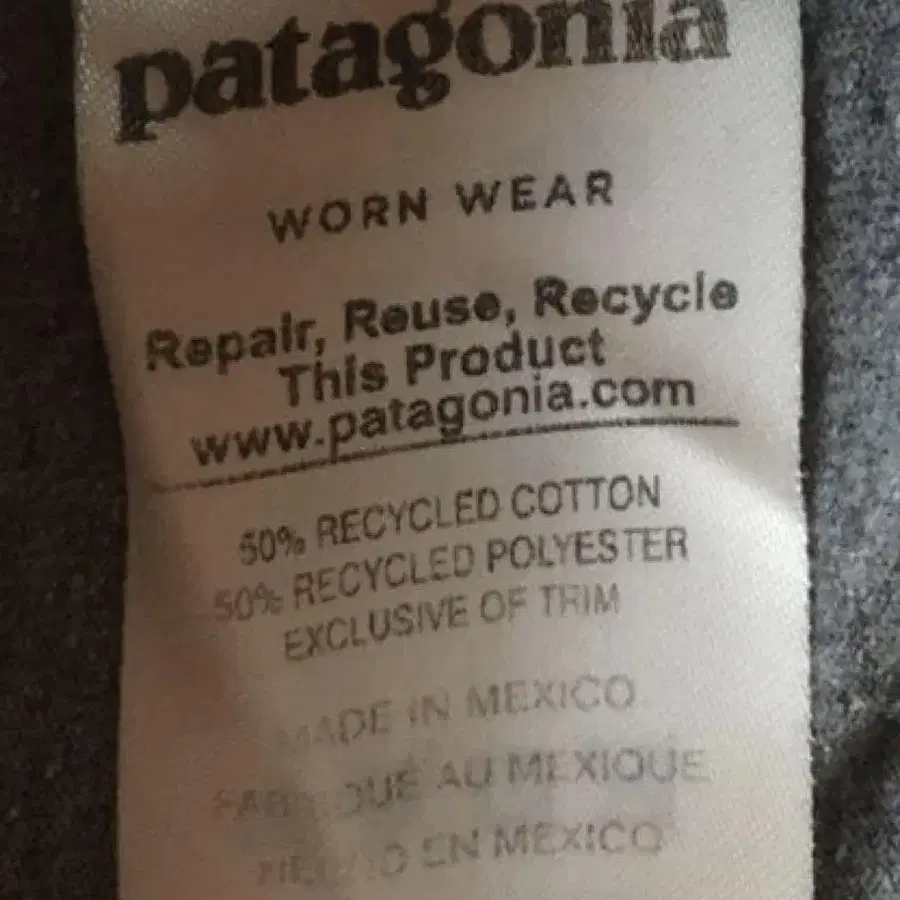 patagonia
WORN WEAR
Repair, Reuse, Recycle
This Product
www.patagonia.com
50% RECYCLED COTTON
50% RECYCLED POLYESTER
EXCLUSIVE OF TRIM
MADE IN MEXICO
AU MEXIQUE
EN MEXICO